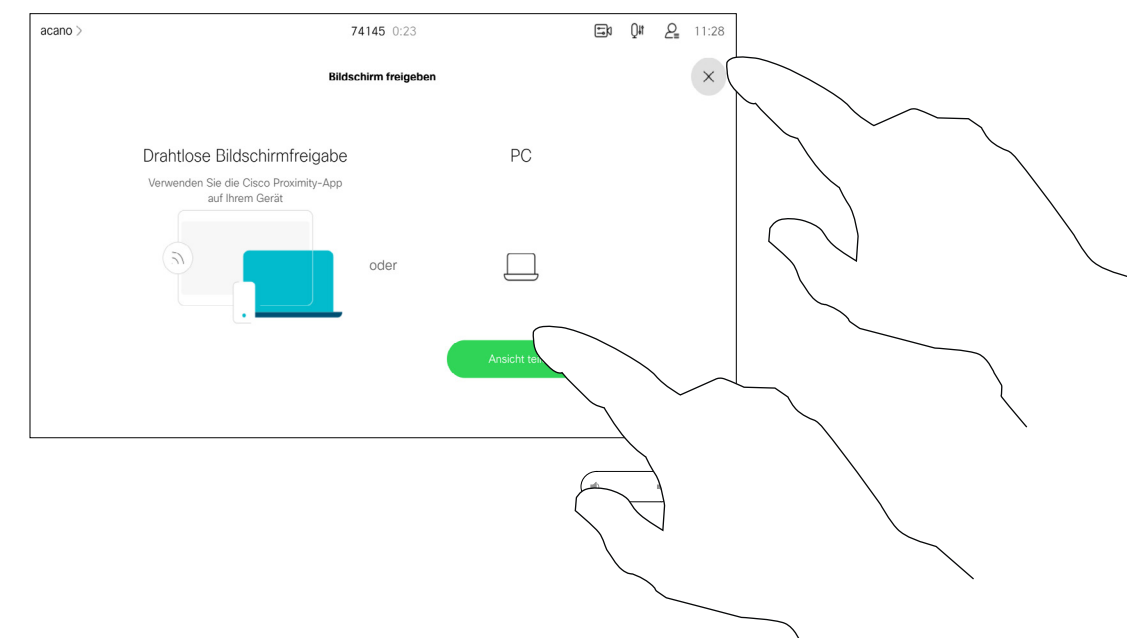 acano >
74145 0:23
11:28
Bildschirm freigeben
Drahtlose Bildschirmfreigabe
Verwenden Sie die Cisco Proximity-App
auf Ihrem Gerät
oder
PC
Ansicht